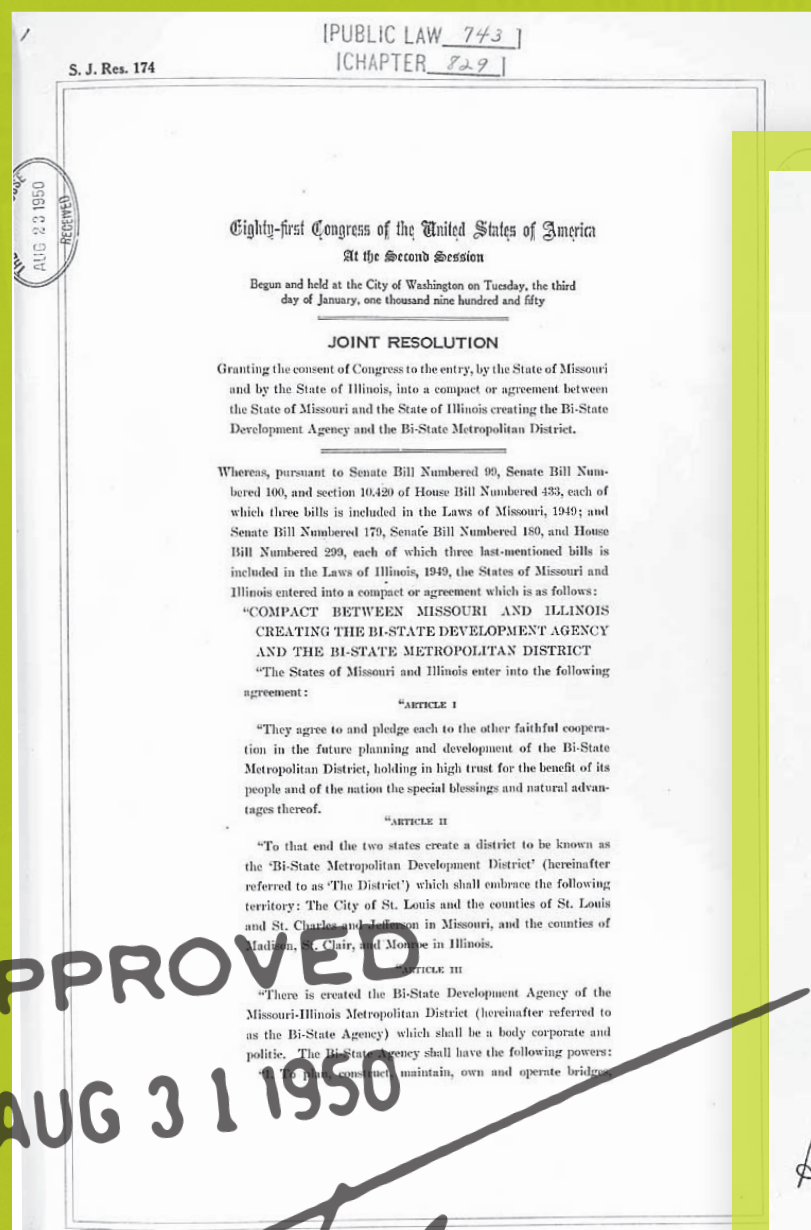 [PUBLIC LAW 743]
S. J. Res. 174
[CHAPTER 829]
AUG 23 1950
RECEIVED
Eighty-first Congress of the United States of America
At the Second Session
Begun and held at the City of Washington on Tuesday, the third
day of January, one thousand nine hundred and fifty
JOINT RESOLUTION
Granting the consent of Congress to the entry, by the State of Missouri
and by the State of Illinois, into a compact or agreement between
the State of Missouri and the State of Illinois creating the Bi-State
Development Agency and the Bi-State Metropolitan District.
Whereas, pursuant to Senate Bill Numbered 99, Senate Bill Num-
bered 100, and section 10.420 of House Bill Numbered 433, each of
which three bills is included in the Laws of Missouri, 1949; and
Senate Bill Numbered 179, Senate Bill Numbered 180, and House
Bill Numbered 299, each of which three last-mentioned bills is
included in the Laws of Illinois, 1949, the States of Missouri and
Illinois entered into a compact or agreement which is as follows:
"COMPACT BETWEEN MISSOURI AND ILLINOIS
CREATING THE BI-STATE DEVELOPMENT AGENCY
AND THE BI-STATE METROPOLITAN DISTRICT
"The States of Missouri and Illinois enter into the following
agreement:
"ARTICLE I
"They agree to and pledge each to the other faithful coopera-
tion in the future planning and development of the Bi-State
Metropolitan District, holding in high trust for the benefit of its
people and of the nation the special blessings and natural advan-
tages thereof.
"ARTICLE II
"To that end the two states create a district to be known as
the 'Bi-State Metropolitan Development District' (hereinafter
referred to as 'The District') which shall embrace the following
territory: The City of St. Louis and the counties of St. Louis
and St. Charles and Jefferson in Missouri, and the counties of
Madison, St. Clair, and Monroe in Illinois.
"ARTICLE III
"There is created the Bi-State Development Agency of the
Missouri-Illinois Metropolitan District (hereinafter referred to
as the Bi-State Agency) which shall be a body corporate and
politic. The Bi-State Agency shall have the following powers:
"1. To plan, construct, maintain, own and operate bridges,
PPROVED
AUG 31 1950